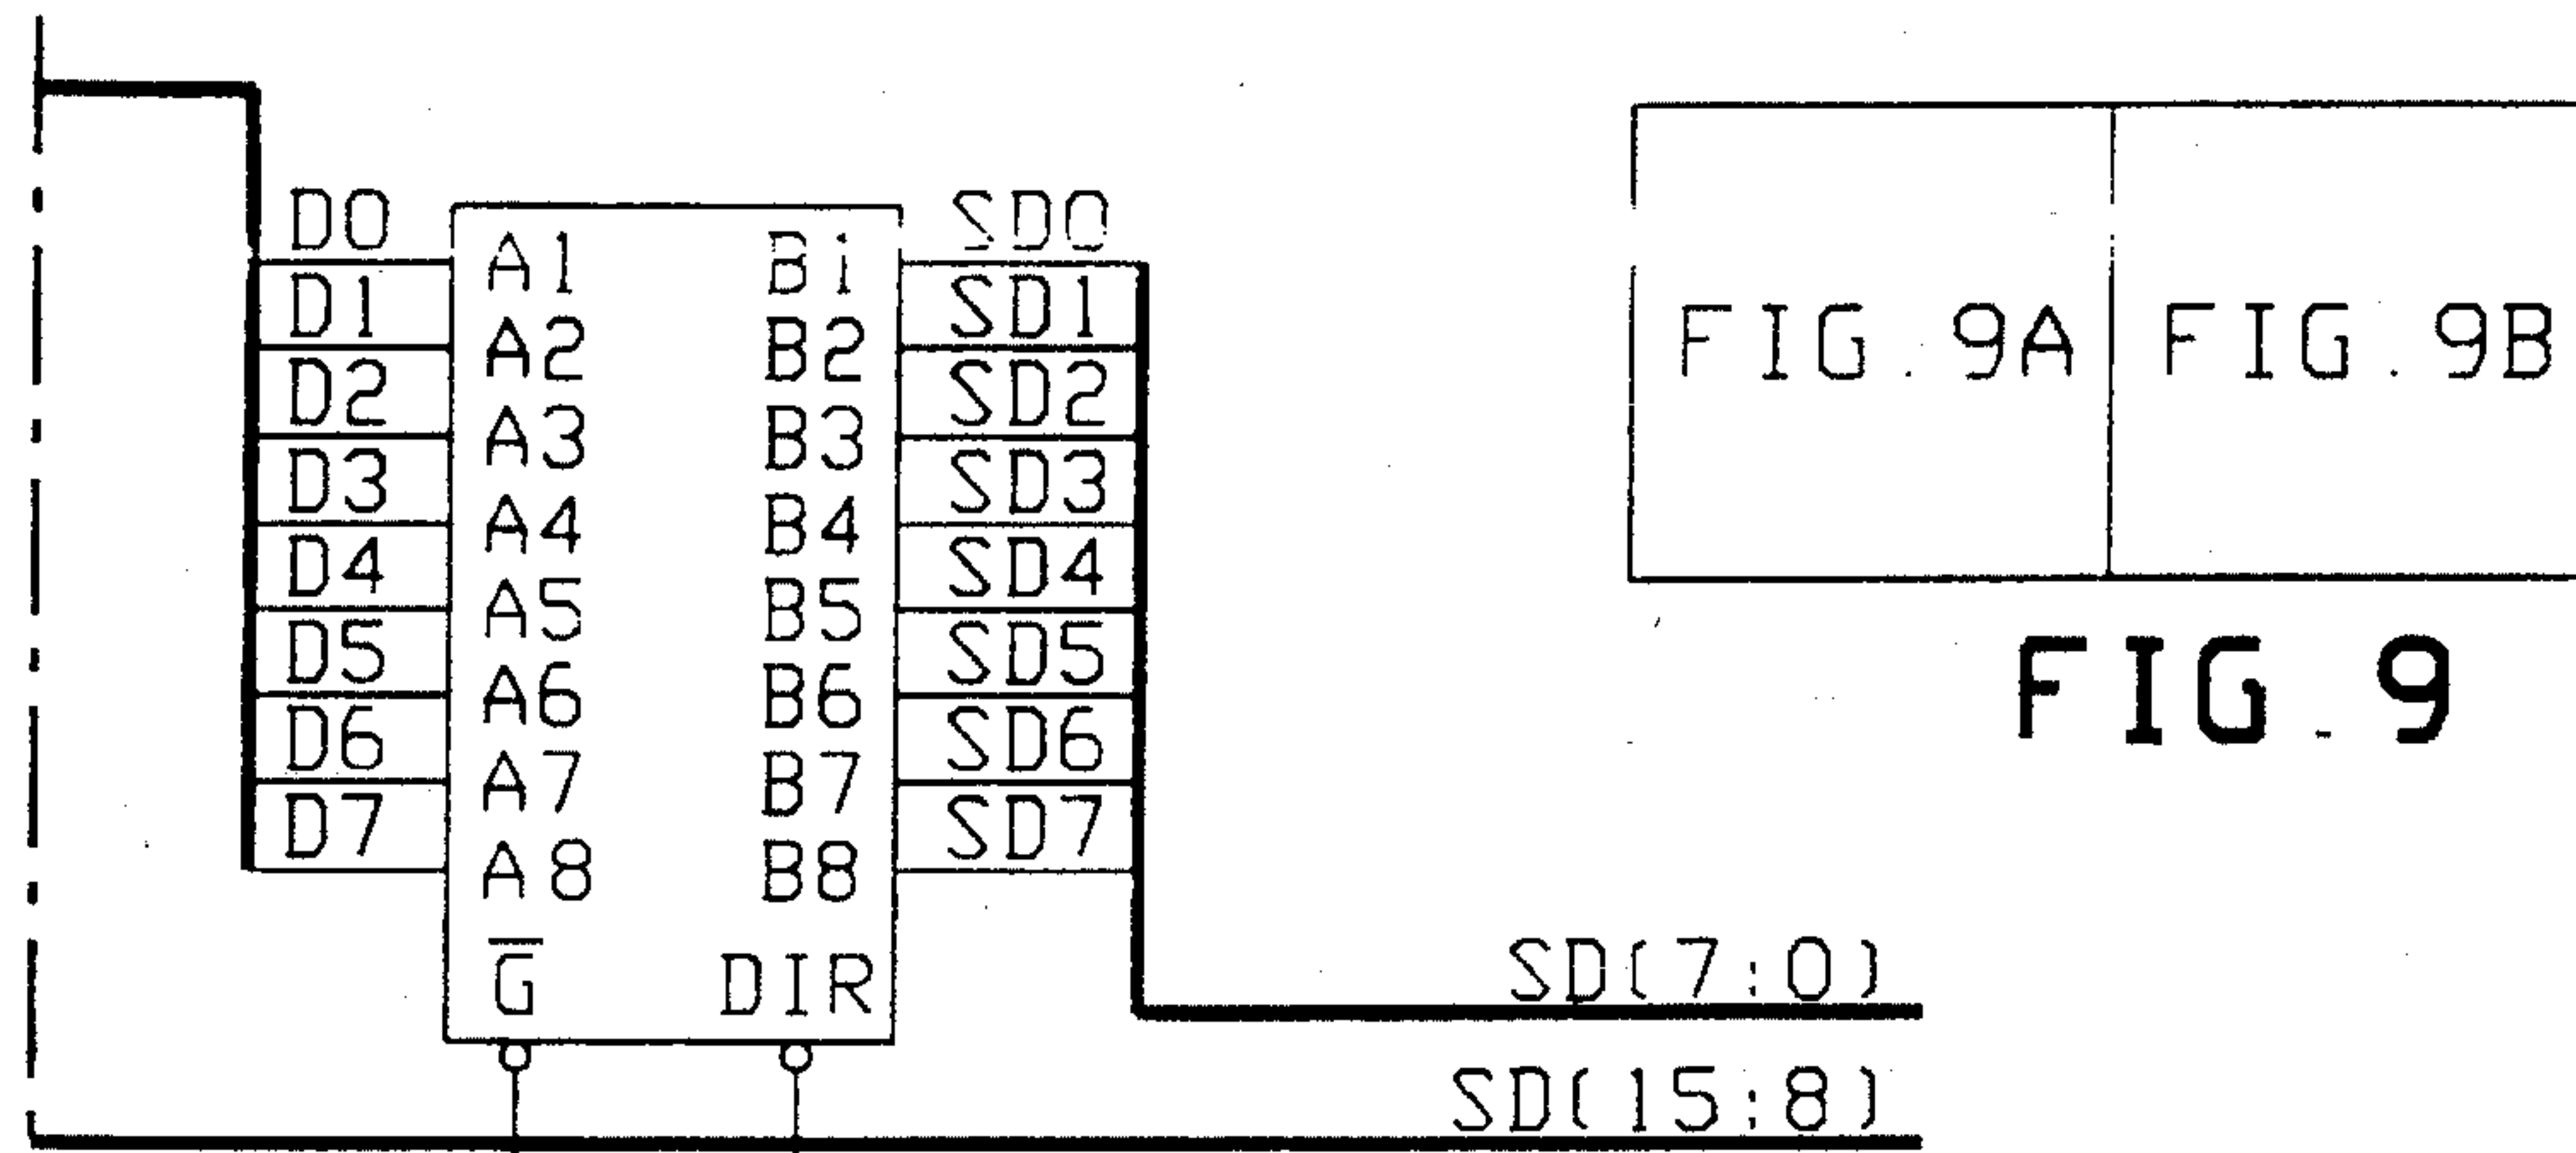 D0 SD0
A1 B1
D1 SD1
A2 B2
D2 SD2
A3 B3
D3 SD3
A4 B4
D4 SD4
A5 B5
D5 SD5
A6 B6
D6 SD6
A7 B7
D7 SD7
A8 B8
G̅ DIR
SD(7:0)
SD(15:8)
FIG. 9A FIG. 9B
FIG. 9